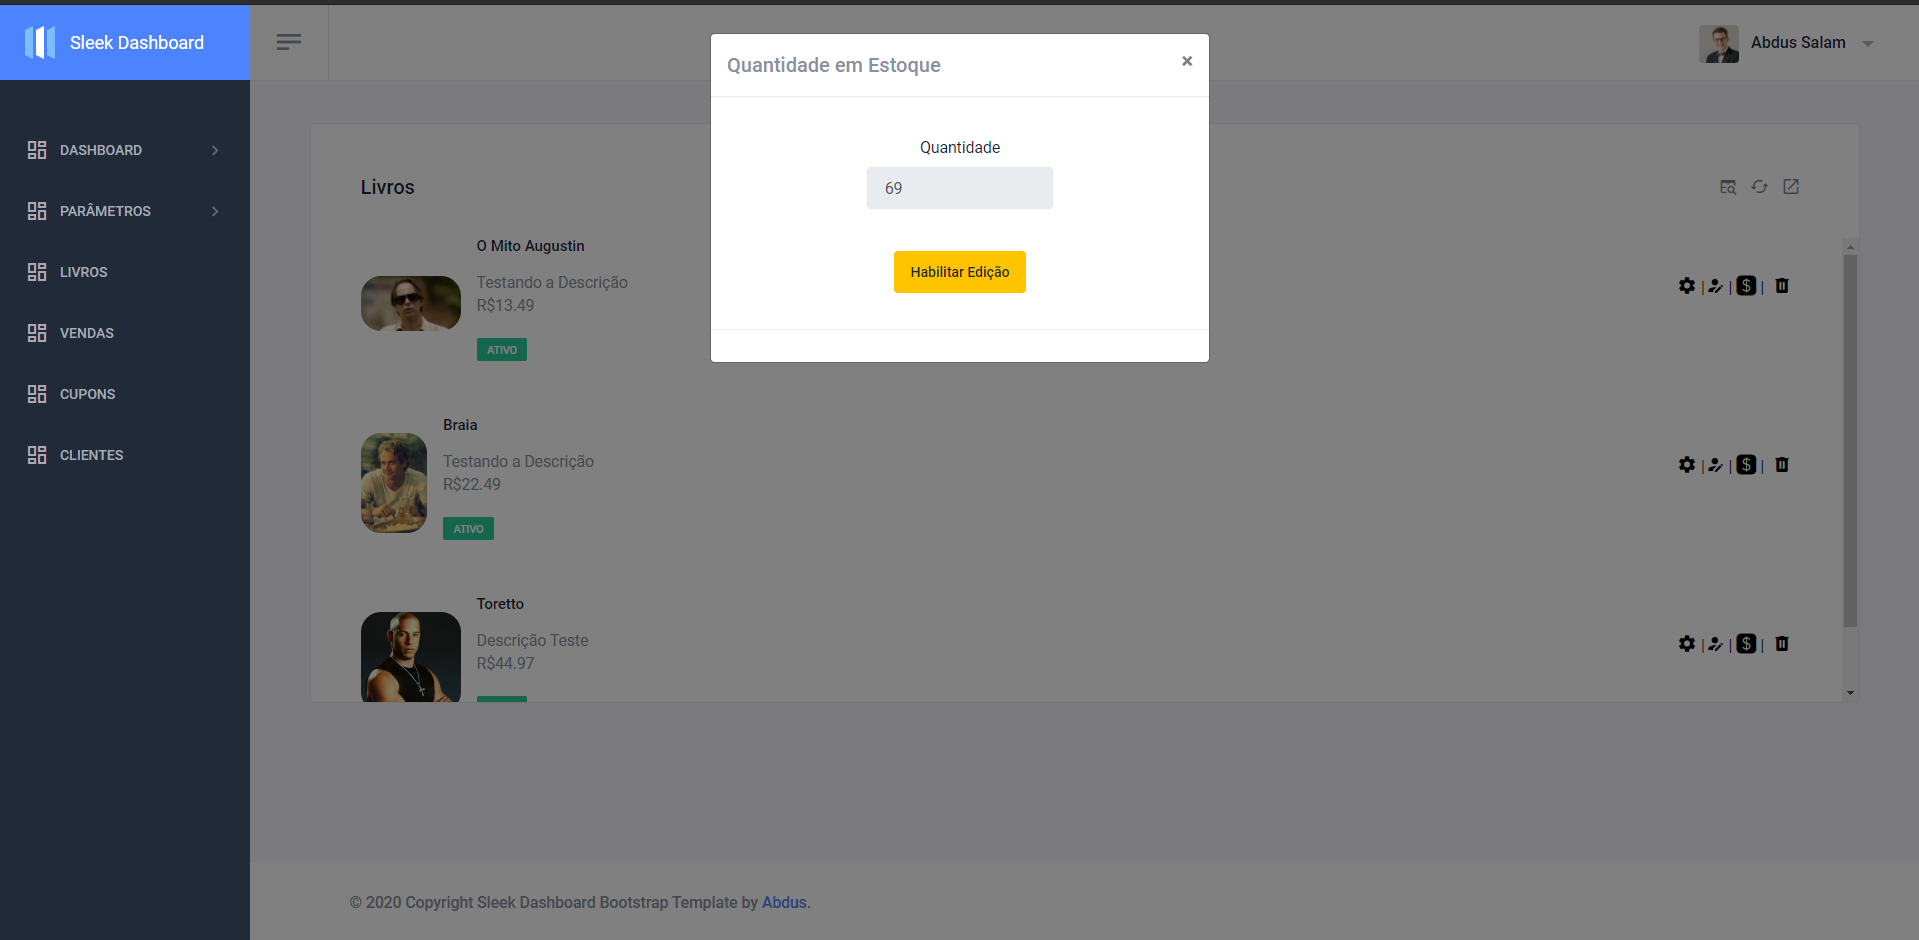 Sleek Dashboard
Abdus Salam
DASHBOARD
PARÂMETROS
LIVROS
VENDAS
CUPONS
CLIENTES
Quantidade em Estoque
×
Quantidade
69
Habilitar Edição
Livros
O Mito Augustin
Testando a Descrição
R$13.49
ATIVO
| | $ |
Braia
Testando a Descrição
R$22.49
ATIVO
| | $ |
Toretto
Descrição Teste
R$44.97
| | $ |
© 2020 Copyright Sleek Dashboard Bootstrap Template by Abdus.